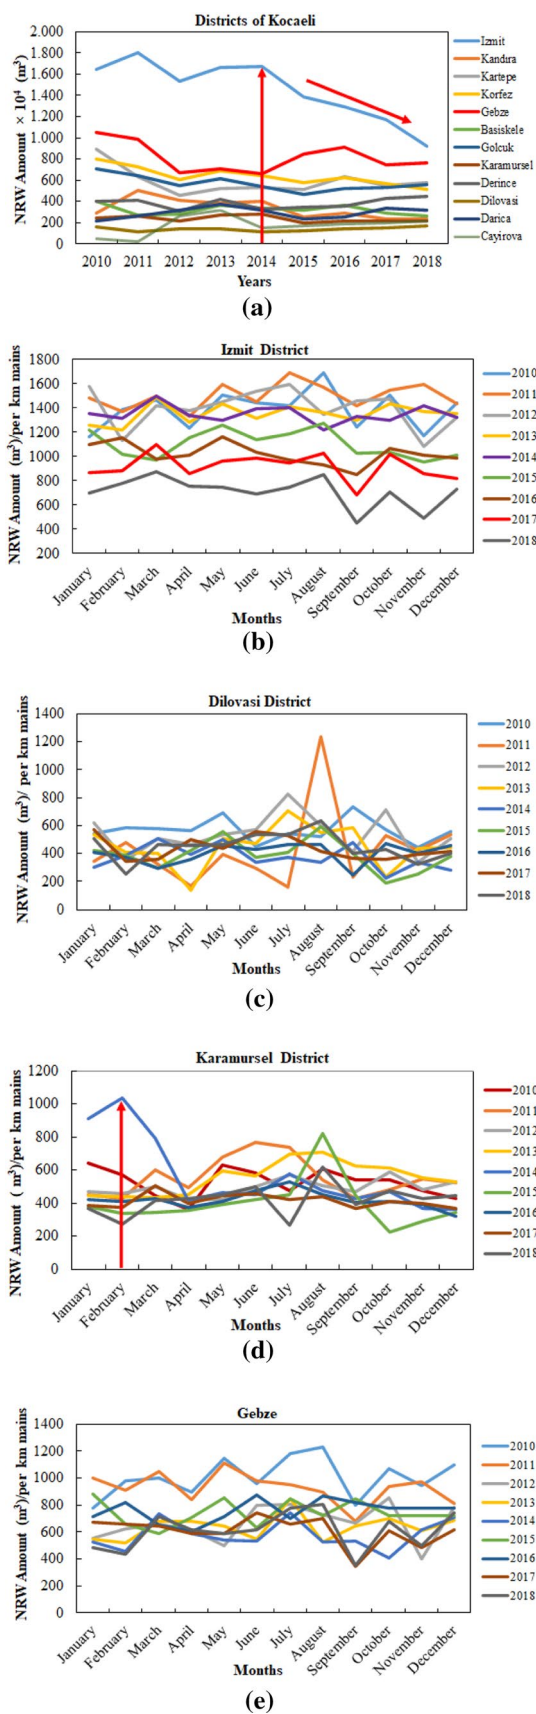 Districts of Kocaeli
NRW Amount × 10⁴ (m³)
2.000
1.800
1.600
1.400
1.200
1.000
800
600
400
200
0
2010 2011 2012 2013 2014 2015 2016 2017 2018
Years
Izmit
Kandıra
Kartepe
Korfez
Gebze
Basiskele
Golcuk
Karamursel
Derince
Dilovasi
Darica
Cayirova
(a)
Izmit District
NRW Amount (m³)/per km mains
1800
1600
1400
1200
1000
800
600
400
200
January February March April May June July August September October November December
Months
2010
2011
2012
2013
2014
2015
2016
2017
2018
(b)
Dilovasi District
NRW Amount (m³)/ per km mains
1400
1200
1000
800
600
400
200
0
January February March April May June July August September October November December
Months
2010
2011
2012
2013
2014
2015
2016
2017
2018
(c)
Karamursel District
NRW Amount ( m³)/per km mains
1200
1000
800
600
400
200
0
January February March April May June July August September October November December
Months
2010
2011
2012
2013
2014
2015
2016
2017
2018
(d)
Gebze
NRW Amount (m³)/per km mains
1400
1200
1000
800
600
400
200
0
January February March April May June July August September October November December
Months
2010
2011
2012
2013
2014
2015
2016
2017
2018
(e)